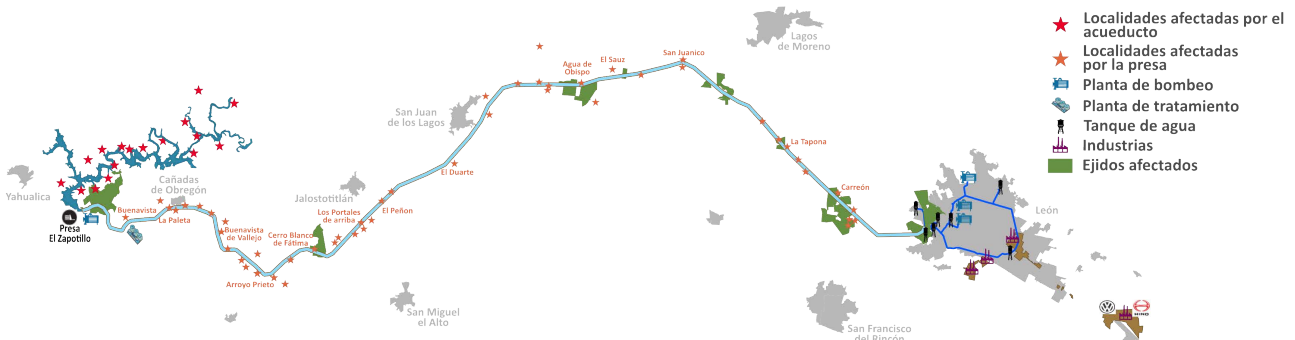 Localidades afectadas por el
acueducto
Localidades afectadas
por la presa
Planta de bombeo
Planta de tratamiento
Tanque de agua
Industrias
Ejidos afectados
Lagos
de Moreno
San Juanico
El Sauz
Agua de
Obispo
San Juan
de los Lagos
La Tapona
El Duarte
Yahualica
Cañadas
de Obregón
Jalostotitlán
Carreón
León
Presa
El Zapotillo
Buenavista
La Paleta
Los Portales
de arriba
El Peñon
Buenavista
de Vallejo
Cerro Blanco
de Fátima
Arroyo Prieto
San Miguel
el Alto
San Francisco
del Rincón
HINO